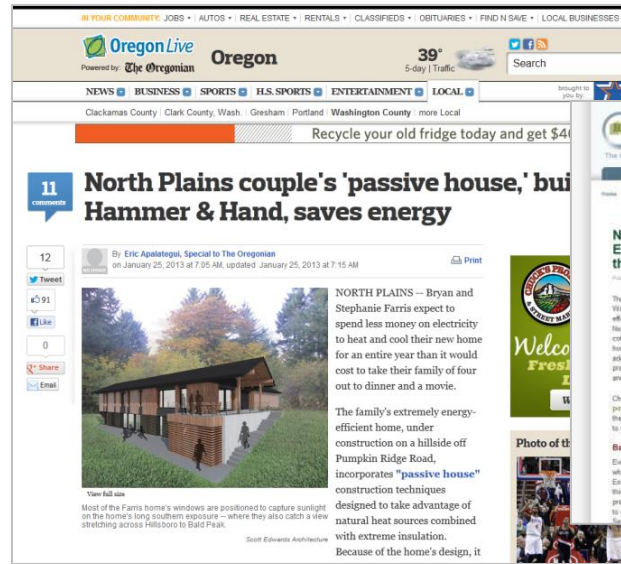 IN YOUR COMMUNITY: JOBS AUTOS REAL ESTATE RENTALS CLASSIFIEDS OBITUARIES FIND N SAVE LOCAL BUSINESSES
Oregon Live
Powered by: The Oregonian
Oregon
39°
5-day | Traffic
Search
NEWS BUSINESS SPORTS H.S. SPORTS ENTERTAINMENT LOCAL
brought to
you by:
Clackamas County | Clark County, Wash. | Gresham | Portland | Washington County | more Local
Recycle your old fridge today and get $4
11
comments
North Plains couple's 'passive house,' bui
Hammer & Hand, saves energy
12
Tweet
91
Like
0
Share
Email
By Eric Apalategui, Special to The Oregonian
on January 25, 2013 at 7:05 AM, updated January 25, 2013 at 7:15 AM
Print
View full size
Most of the Farris home's windows are positioned to capture sunlight
on the home's long southern exposure -- where they also catch a view
stretching across Hillsboro to Bald Peak.
Scott Edwards Architecture
NORTH PLAINS -- Bryan and
Stephanie Farris expect to
spend less money on electricity
to heat and cool their new home
for an entire year than it would
cost to take their family of four
out to dinner and a movie.
The family's extremely energy-
efficient home, under
construction on a hillside off
Pumpkin Ridge Road,
incorporates "passive house"
construction techniques
designed to take advantage of
natural heat sources combined
with extreme insulation.
Because of the home's design, it
CHUCK'S PRO
& STREET MAR
Welco
Fres
Photo of th